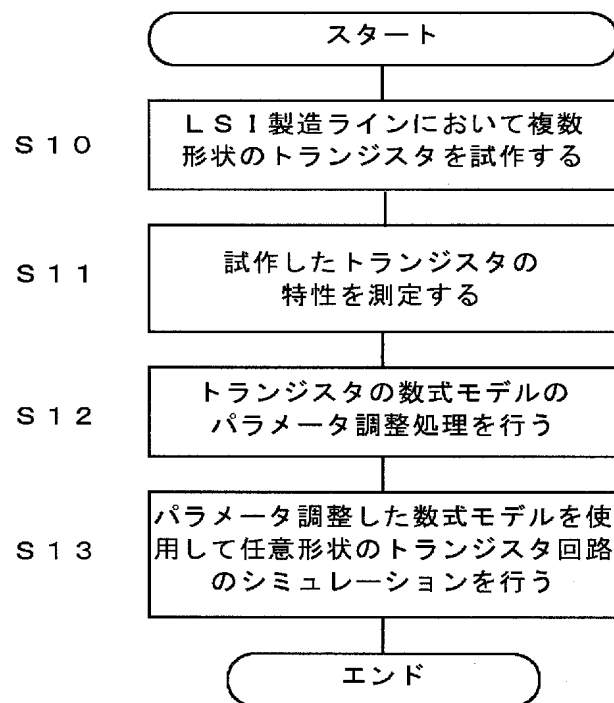 スタート
S10
LSI製造ラインにおいて複数
形状のトランジスタを試作する
S11
試作したトランジスタの
特性を測定する
S12
トランジスタの数式モデルの
パラメータ調整処理を行う
S13
パラメータ調整した数式モデルを使
用して任意形状のトランジスタ回路
のシミュレーションを行う
エンド